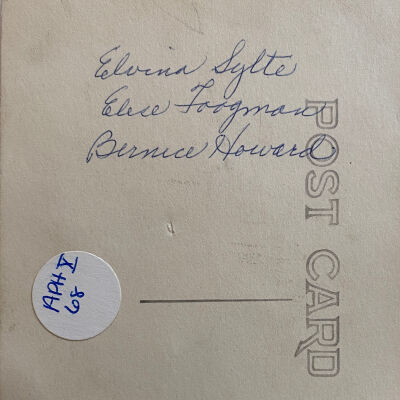 Elvina Sylte
Elise Foogman
Bernice Howard
POST CARD
APH V
68